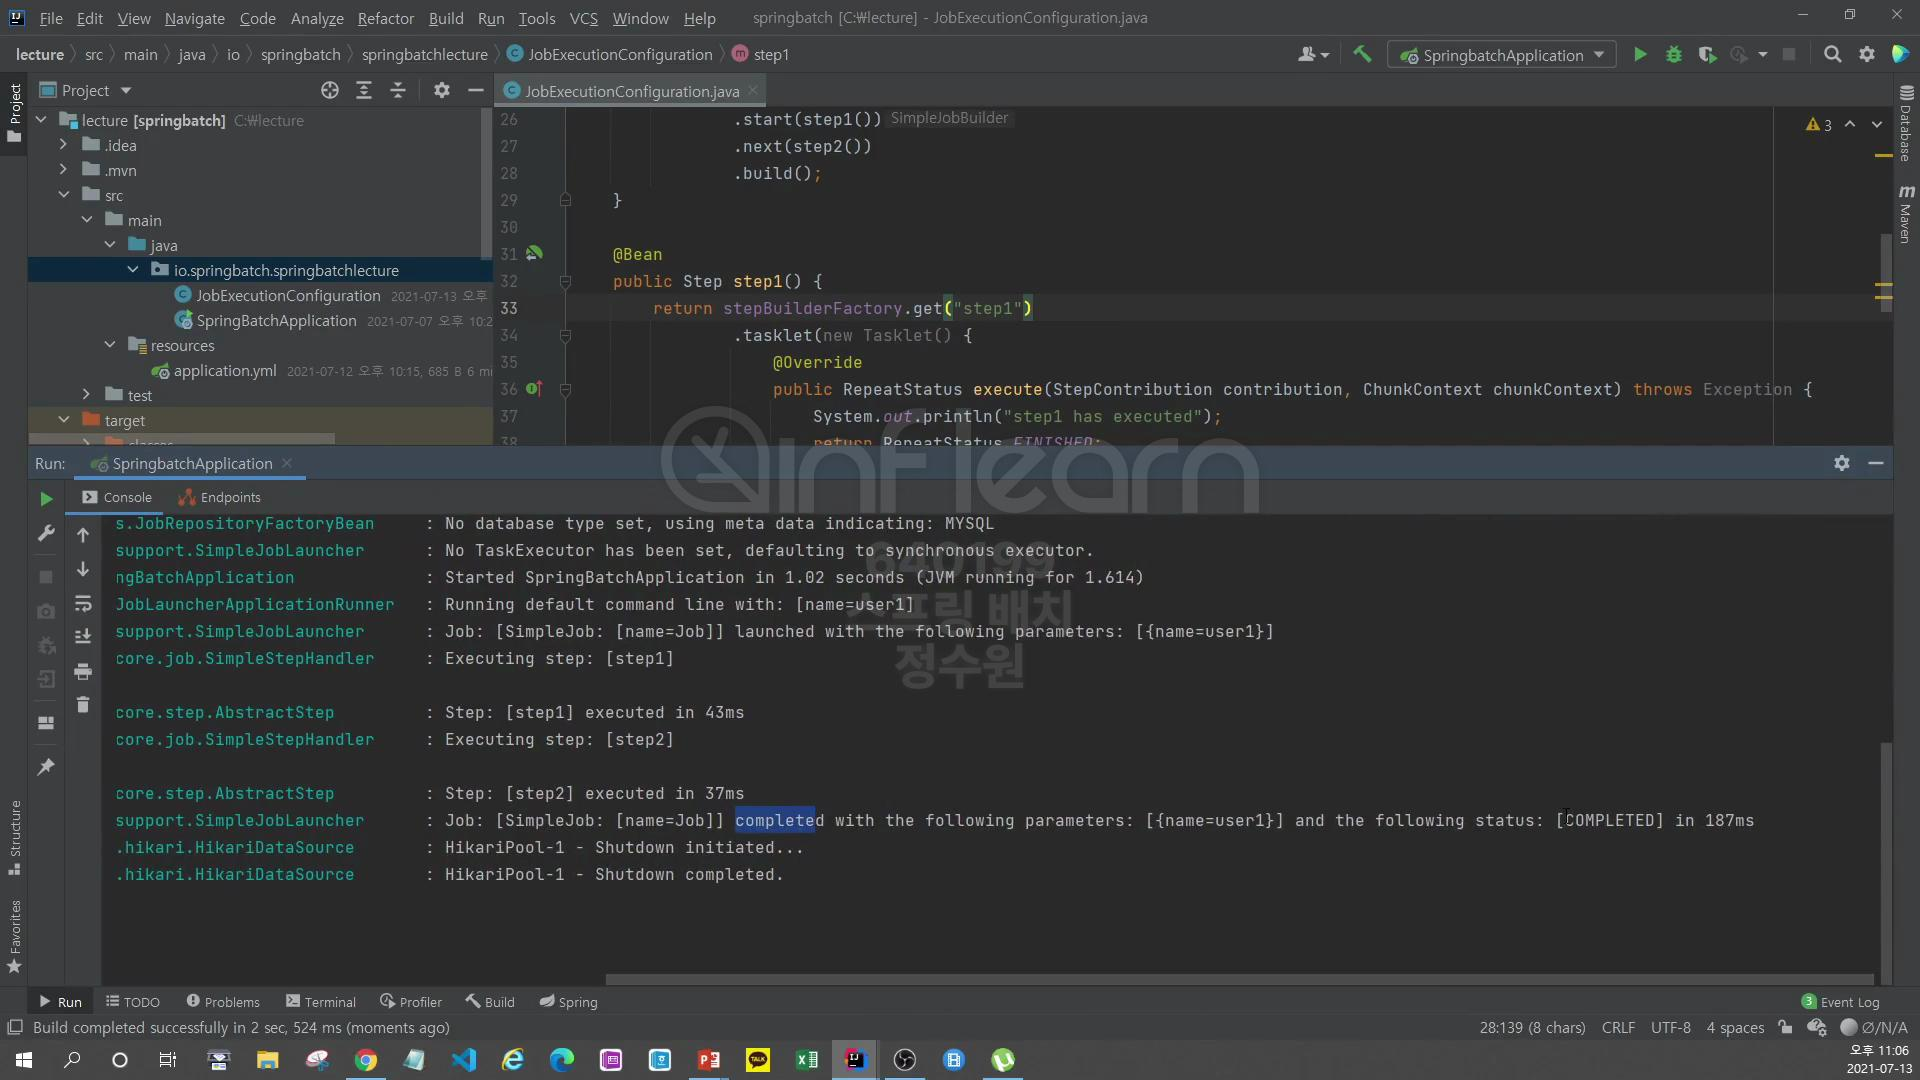 File Edit View Navigate Code Analyze Refactor Build Run Tools VCS Window Help springbatch [C:\lecture] - JobExecutionConfiguration.java
lecture src main java io springbatch springbatchlecture JobExecutionConfiguration step1 SpringbatchApplication
Project
Project
JobExecutionConfiguration.java
lecture [springbatch] C:\lecture
.idea
.mvn
src
main
java
io.springbatch.springbatchlecture
JobExecutionConfiguration 2021-07-13 오후
SpringBatchApplication 2021-07-07 오후 10:2
resources
application.yml 2021-07-12 오후 10:15, 685 B 6 mi
test
target
classes
26 .start(step1()) SimpleJobBuilder
27 .next(step2())
28 .build();
29 }
30
31 @Bean
32 public Step step1() {
33 return stepBuilderFactory.get("step1")
34 .tasklet(new Tasklet() {
35 @Override
36 public RepeatStatus execute(StepContribution contribution, ChunkContext chunkContext) throws Exception {
37 System.out.println("step1 has executed");
38 return RepeatStatus.FINISHED;
3
Database
Maven
Run: SpringbatchApplication
Console Endpoints
s.JobRepositoryFactoryBean : No database type set, using meta data indicating: MYSQL
support.SimpleJobLauncher : No TaskExecutor has been set, defaulting to synchronous executor.
ngBatchApplication : Started SpringBatchApplication in 1.02 seconds (JVM running for 1.614)
JobLauncherApplicationRunner : Running default command line with: [name=user1]
support.SimpleJobLauncher : Job: [SimpleJob: [name=Job]] launched with the following parameters: [{name=user1}]
core.job.SimpleStepHandler : Executing step: [step1]
core.step.AbstractStep : Step: [step1] executed in 43ms
core.job.SimpleStepHandler : Executing step: [step2]
core.step.AbstractStep : Step: [step2] executed in 37ms
support.SimpleJobLauncher : Job: [SimpleJob: [name=Job]] completed with the following parameters: [{name=user1}] and the following status: [COMPLETED] in 187ms
.hikari.HikariDataSource : HikariPool-1 - Shutdown initiated...
.hikari.HikariDataSource : HikariPool-1 - Shutdown completed.
inflearn
640199
스프링 배치
정수원
Structure
Favorites
Run TODO Problems Terminal Profiler Build Spring 3 Event Log
Build completed successfully in 2 sec, 524 ms (moments ago) 28:139 (8 chars) CRLF UTF-8 4 spaces Ø/N/A
오후 11:06
2021-07-13